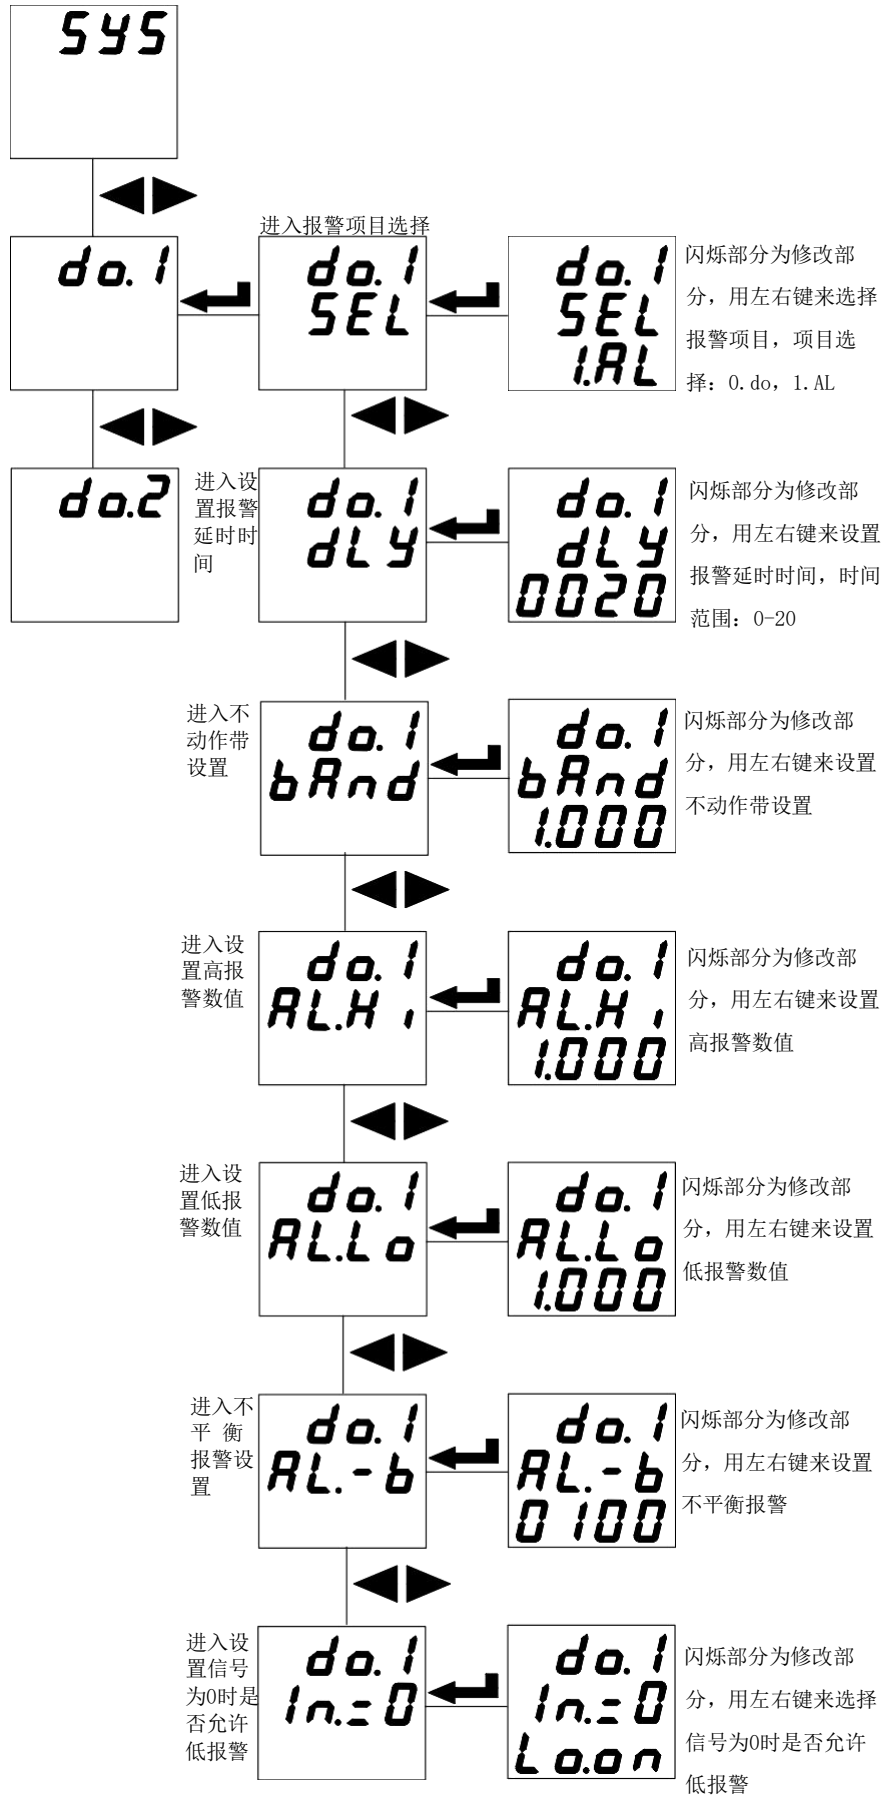 SYS
进入报警项目选择
do.1
do.1
SEL
do.1
SEL
1.AL
闪烁部分为修改部
分，用左右键来选择
报警项目，项目选
择：0.do，1.AL
do.2
进入设
置报警
延时时
间
do.1
dLY
do.1
dLY
0020
闪烁部分为修改部
分，用左右键来设置
报警延时时间，时间
范围：0-20
进入不
动作带
设置
do.1
bAnd
do.1
bAnd
1.000
闪烁部分为修改部
分，用左右键来设置
不动作带设置
进入设
置高报
警数值
do.1
AL.Hi
do.1
AL.Hi
1.000
闪烁部分为修改部
分，用左右键来设置
高报警数值
进入设
置低报
警数值
do.1
AL.Lo
do.1
AL.Lo
1.000
闪烁部分为修改部
分，用左右键来设置
低报警数值
进入不
平 衡
报警设
置
do.1
AL.-b
do.1
AL.-b
0100
闪烁部分为修改部
分，用左右键来设置
不平衡报警
进入设
置信号
为0时是
否允许
低报警
do.1
In.=0
do.1
In.=0
Lo.on
闪烁部分为修改部
分，用左右键来选择
信号为0时是否允许
低报警